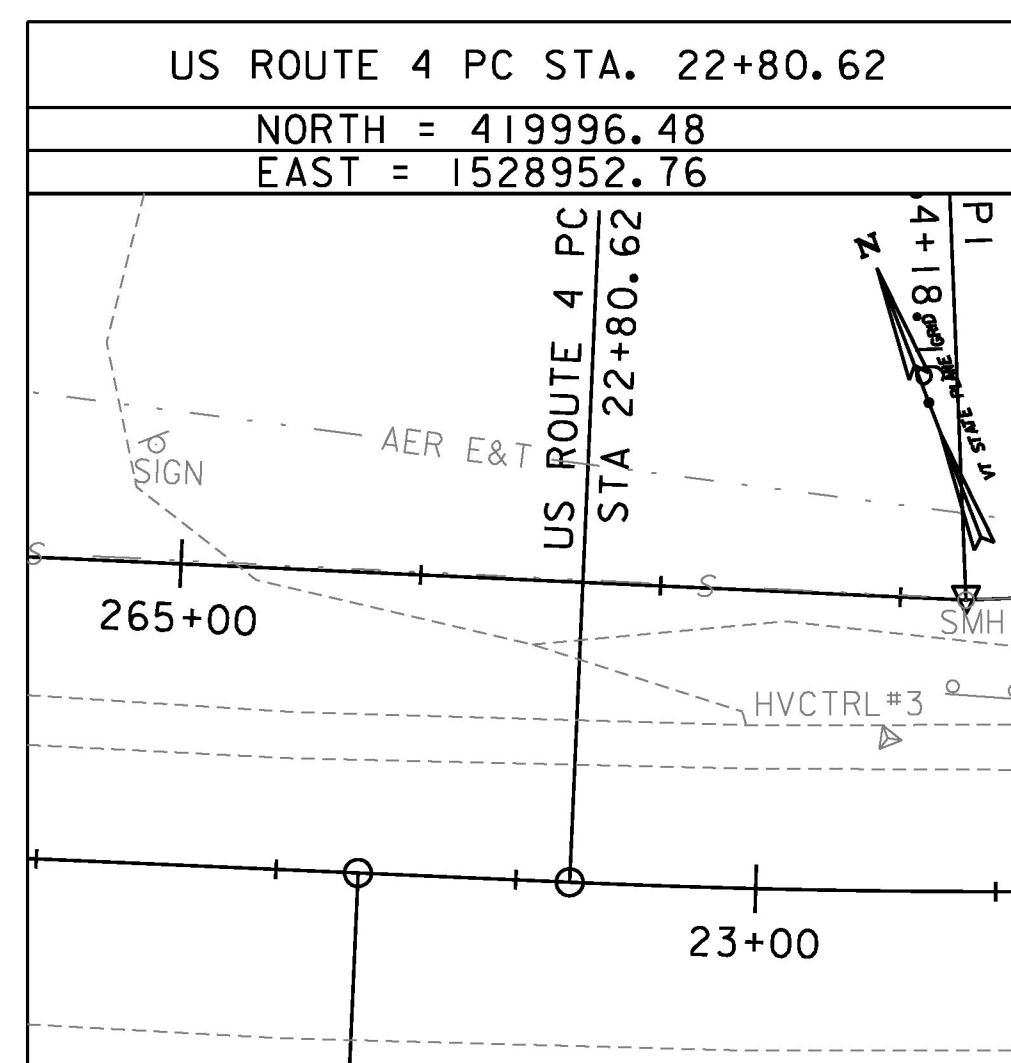 US ROUTE 4 PC STA. 22+80.62
NORTH = 419996.48
EAST = 1528952.76
US ROUTE 4 PC
STA 22+80.62
PI
4+18.
N
VT STATE PLANE GRID
AER E&T
SIGN
S
S
265+00
SMH
HVCTRL#3
23+00